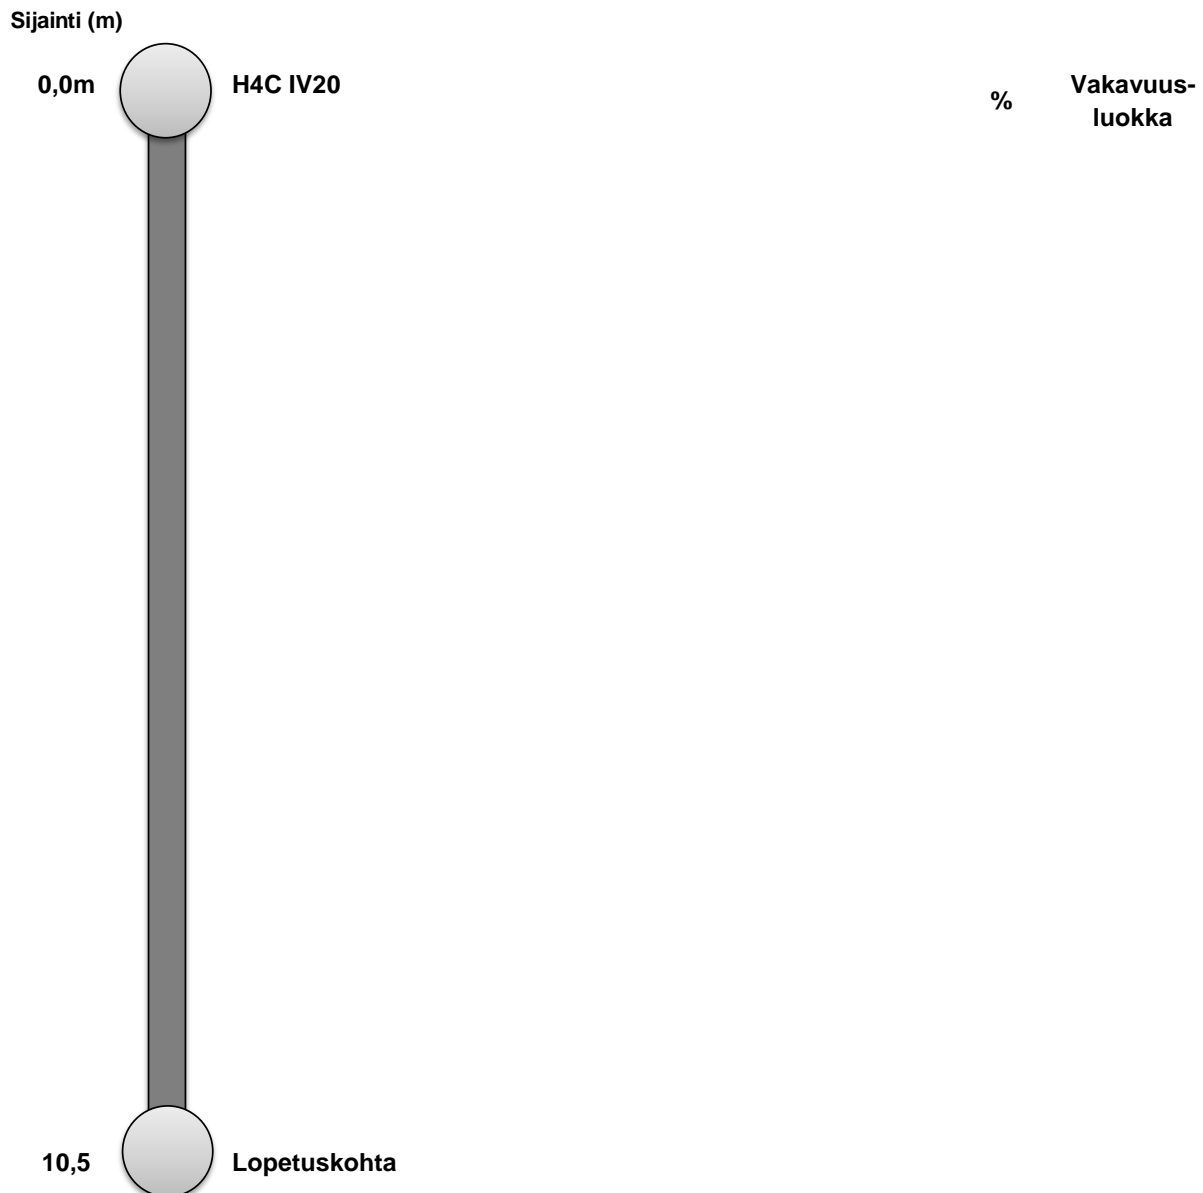 Sijainti (m)
0,0m
H4C IV20
%
Vakavuus-
luokka
10,5
Lopetuskohta